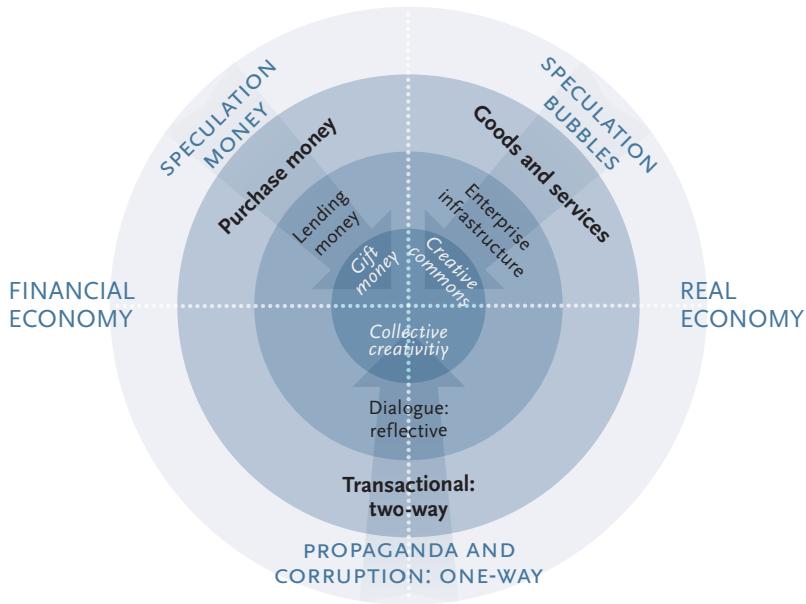 SPECULATION
MONEY
SPECULATION
BUBBLES
Purchase money
Goods and services
Lending
money
Enterprise
infrastructure
Gift
money
Creative
commons
FINANCIAL
ECONOMY
REAL
ECONOMY
Collective
creativitiy
Dialogue:
reflective
Transactional:
two-way
PROPAGANDA AND
CORRUPTION: ONE-WAY